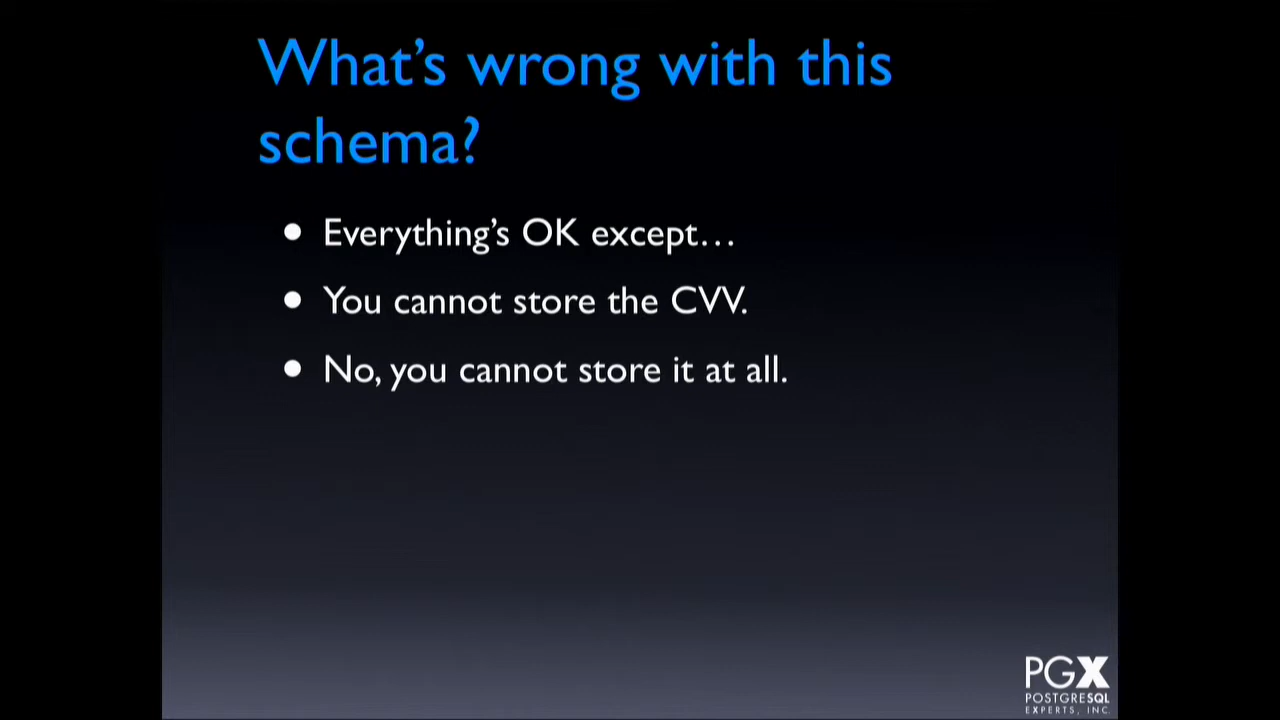 What's wrong with this
schema?
• Everything's OK except…
• You cannot store the CVV.
• No, you cannot store it at all.
PGX
POSTGRESQL
EXPERTS, INC.